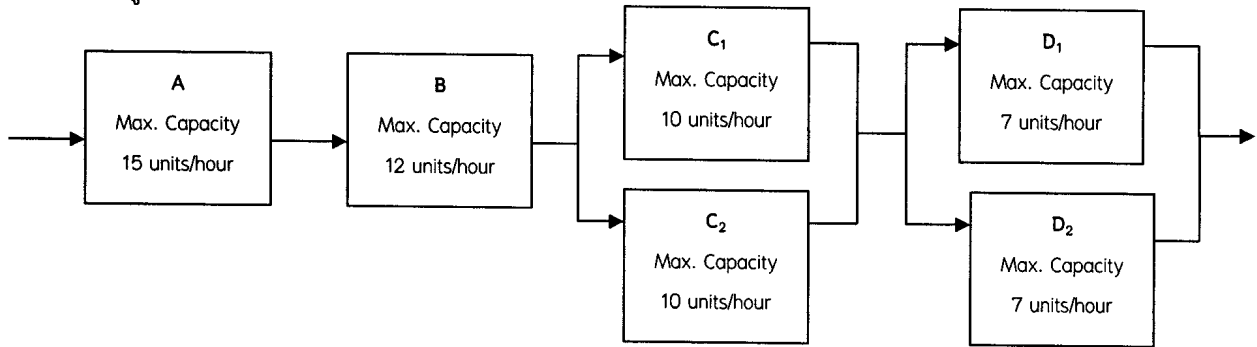 A
Max. Capacity
15 units/hour
B
Max. Capacity
12 units/hour
C₁
Max. Capacity
10 units/hour
C₂
Max. Capacity
10 units/hour
D₁
Max. Capacity
7 units/hour
D₂
Max. Capacity
7 units/hour